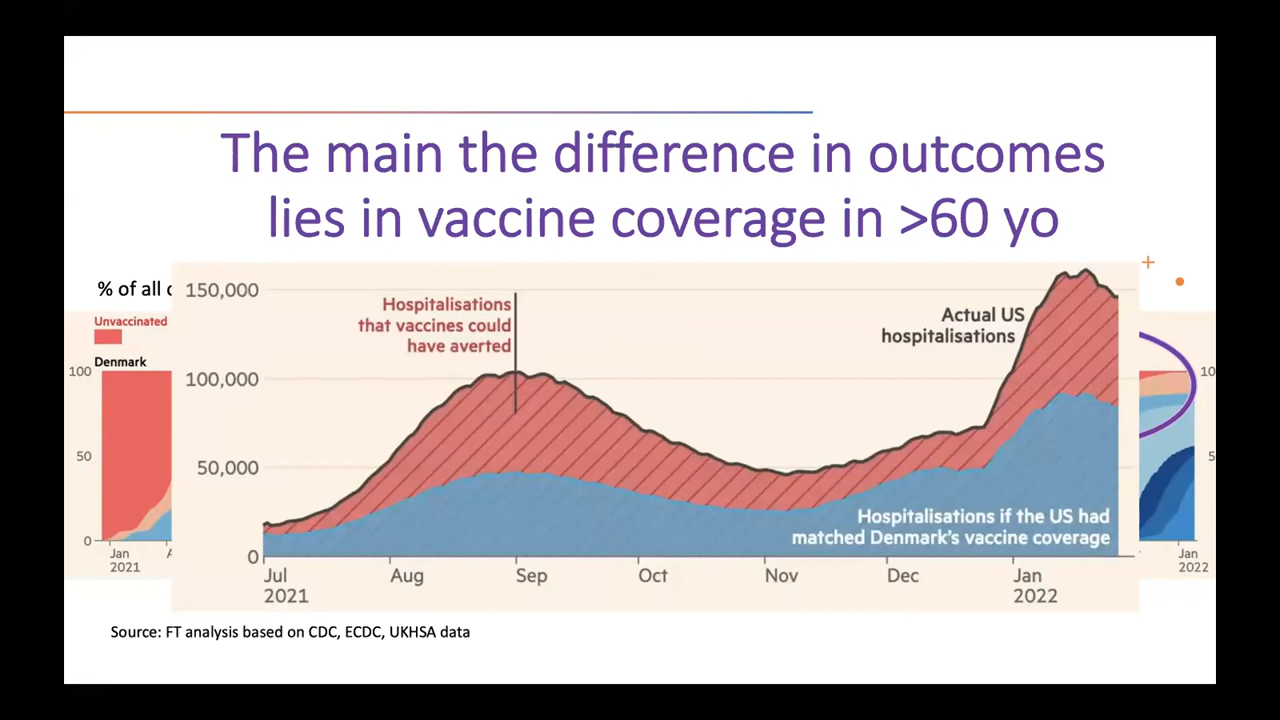 The main the difference in outcomes
lies in vaccine coverage in >60 yo
% of all
Unvaccinated
Denmark
100
50
0
Jan
2021
150,000
100,000
50,000
0
Hospitalisations
that vaccines could
have averted
Actual US
hospitalisations
Hospitalisations if the US had
matched Denmark's vaccine coverage
Jul
2021
Aug
Sep
Oct
Nov
Dec
Jan
2022
Jan
2022
Source: FT analysis based on CDC, ECDC, UKHSA data